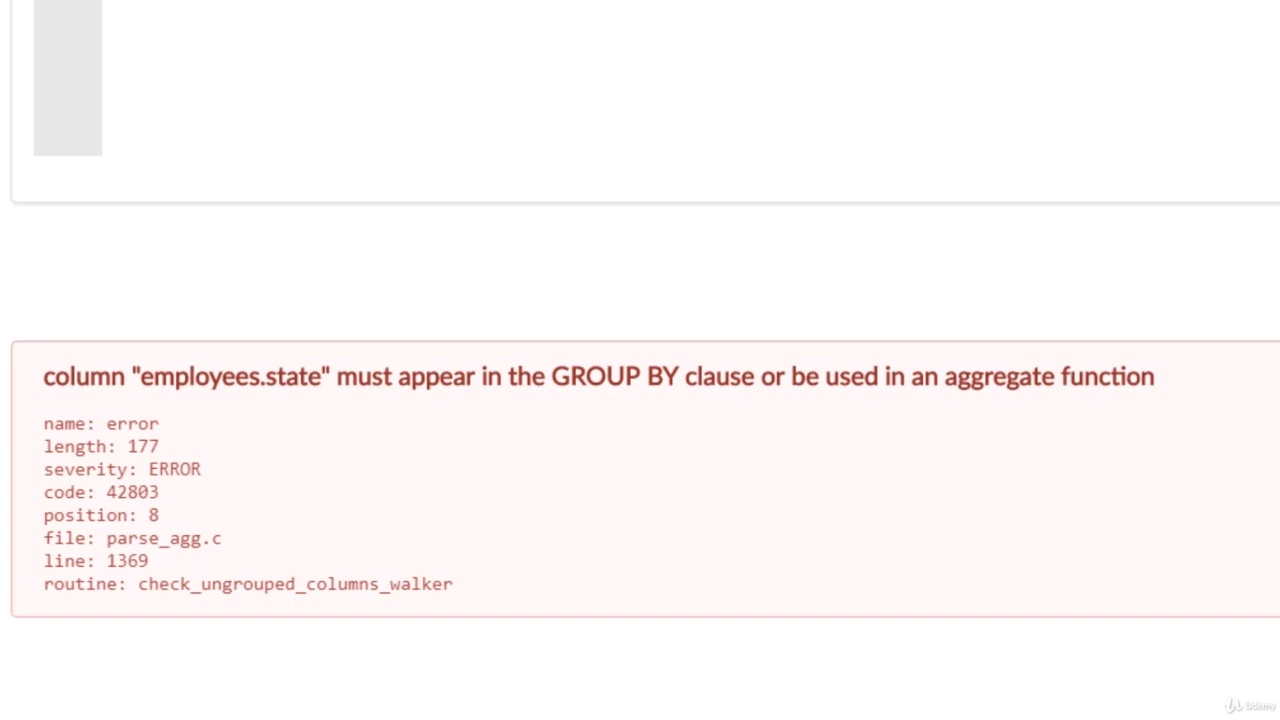 column "employees.state" must appear in the GROUP BY clause or be used in an aggregate function
name: error
length: 177
severity: ERROR
code: 42803
position: 8
file: parse_agg.c
line: 1369
routine: check_ungrouped_columns_walker
Udemy